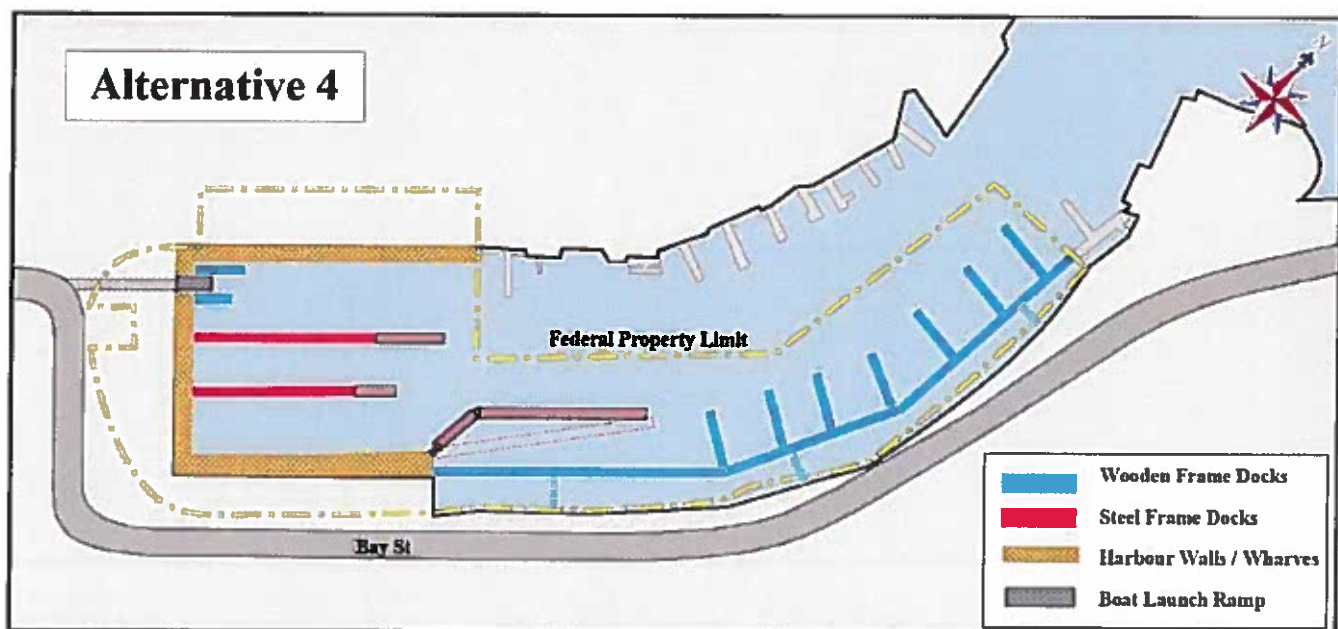 Alternative 4
Federal Property Limit
Bay St
Wooden Frame Docks
Steel Frame Docks
Harbour Walls / Wharves
Boat Launch Ramp